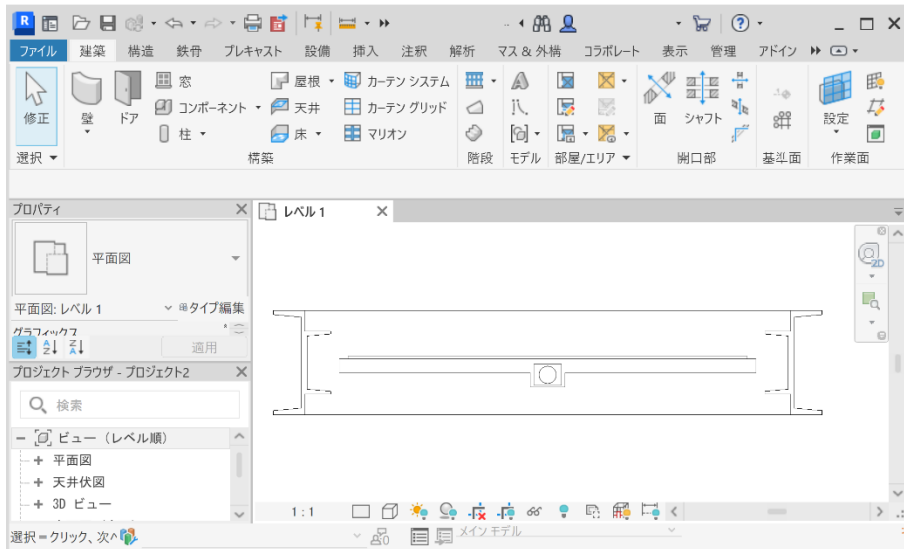 ファイル 建築 構造 鉄骨 プレキャスト 設備 挿入 注釈 解析 マス & 外構 コラボレート 表示 管理 アドイン
修正
壁
ドア
窓
コンポーネント
柱
屋根
天井
床
カーテン システム
カーテン グリッド
マリオン
面
シャフト
設定
選択 構築 階段 モデル 部屋/エリア 開口部 基準面 作業面
プロパティ
レベル 1
平面図
2D
平面図: レベル 1 タイプ編集
グラフィックス
適用
プロジェクト ブラウザ - プロジェクト2
検索
ビュー (レベル順)
平面図
天井伏図
3D ビュー
1 : 1
選択 = クリック、次へ
メイン モデル